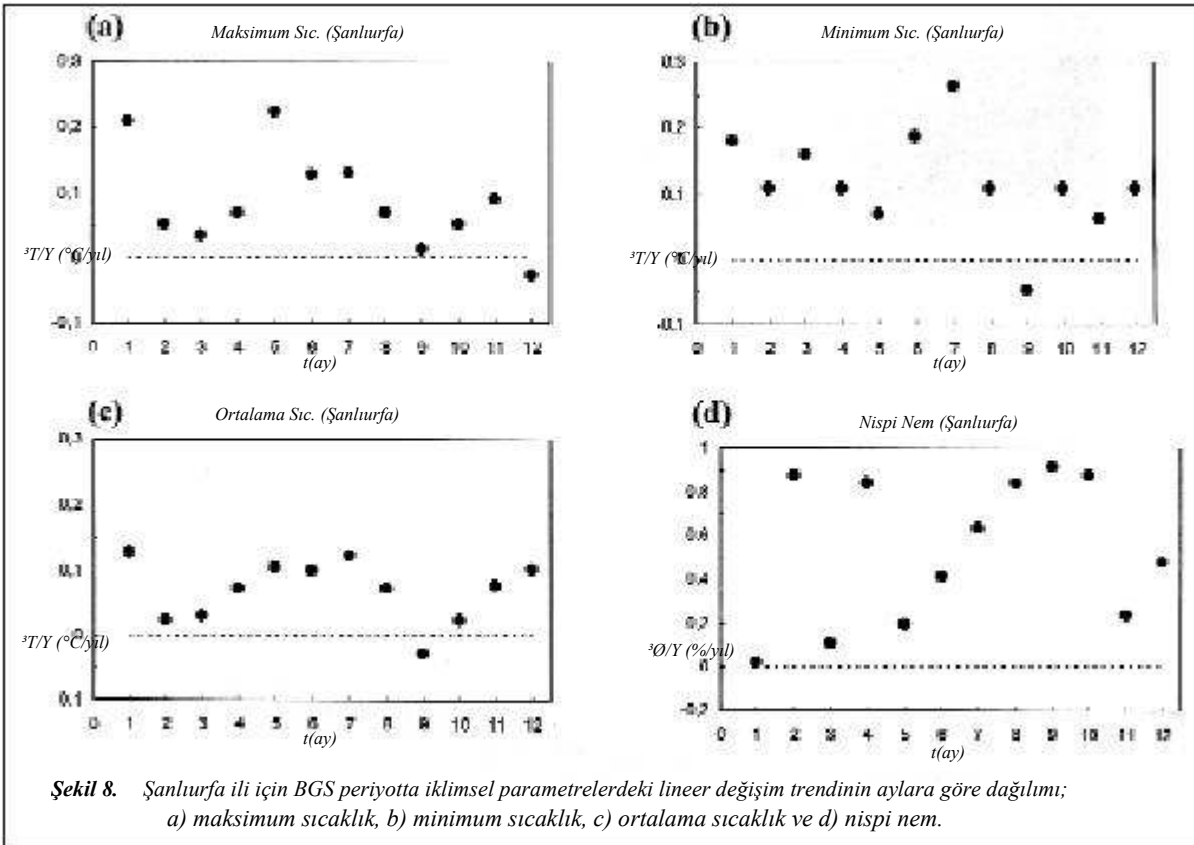 (a) Maksimum Sıc. (Şanlıurfa)
0,3
0,2
0,1
³T/Y (°C/yıl) 0
-0,1
0 1 2 3 4 5 6 7 8 9 10 11 12
t(ay)
(b) Minimum Sıc. (Şanlıurfa)
0,3
0,2
0,1
³T/Y (°C/yıl)
-0,1
0 1 2 3 4 5 6 7 8 9 10 11 12
t(ay)
(c) Ortalama Sıc. (Şanlıurfa)
0,3
0,2
0,1
³T/Y (°C/yıl) 0
0,1
0 1 2 3 4 5 6 7 8 9 10 11 12
t(ay)
(d) Nispi Nem (Şanlıurfa)
1
0,8
0,6
0,4
0,2
³Ø/Y (%/yıl)
0
-0,2
0 1 2 3 4 5 6 7 8 9 10 11 12
t(ay)
Şekil 8. Şanlıurfa ili için BGS periyotta iklimsel parametrelerdeki lineer değişim trendinin aylara göre dağılımı;
a) maksimum sıcaklık, b) minimum sıcaklık, c) ortalama sıcaklık ve d) nispi nem.